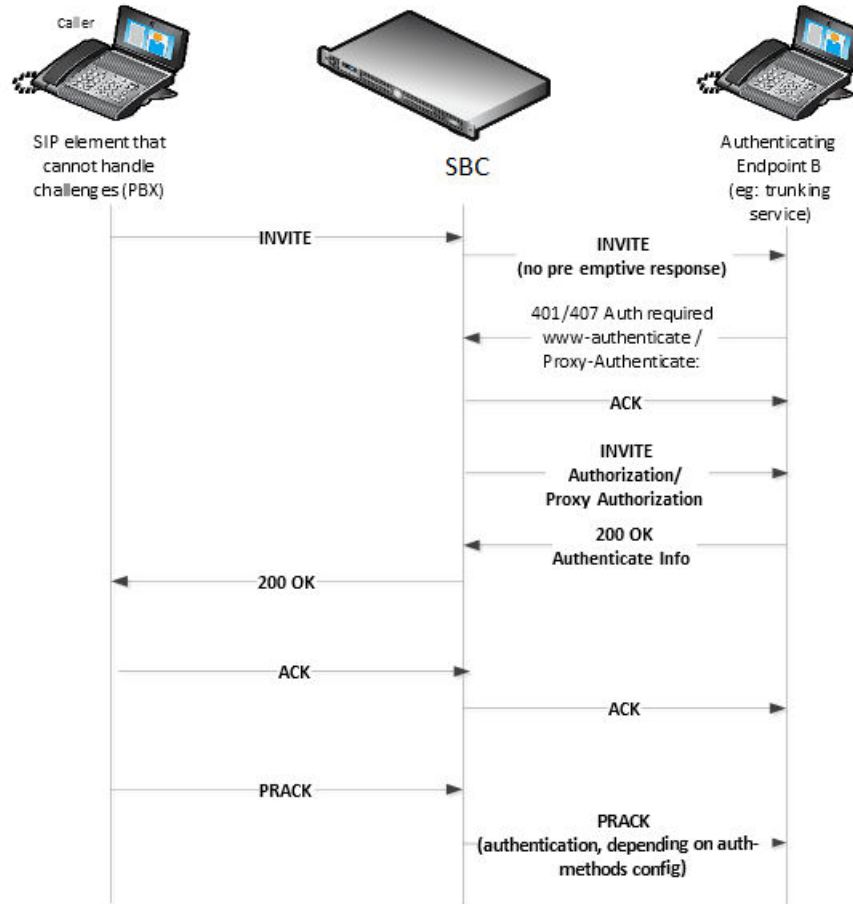 Caller
SIP element that
cannot handle
challenges (PBX)
SBC
Authenticating
Endpoint B
(eg: trunking
service)
INVITE
INVITE
(no pre emptive response)
401/407 Auth required
www-authenticate /
Proxy-Authenticate:
ACK
INVITE
Authorization/
Proxy Authorization
200 OK
Authenticate Info
200 OK
ACK
ACK
PRACK
PRACK
(authentication, depending on auth-
methods config)